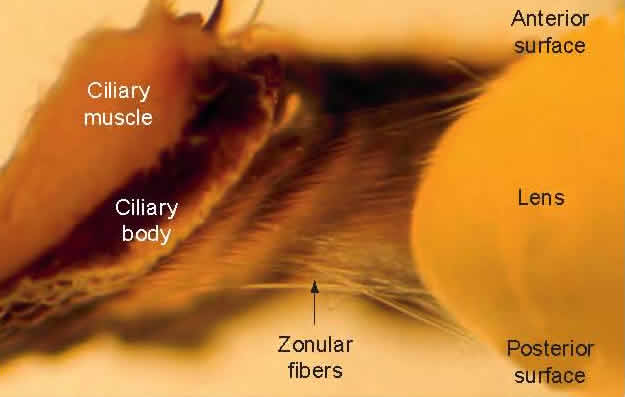 Anterior
surface
Ciliary
muscle
Lens
Ciliary
body
Zonular
fibers
Posterior
surface